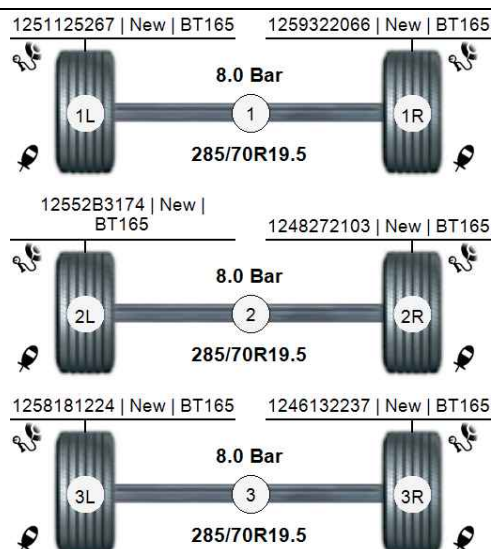 1251125267 | New | BT165
1259322066 | New | BT165
8.0 Bar
1L
1
1R
285/70R19.5
12552B3174 | New |
BT165
1248272103 | New | BT165
8.0 Bar
2L
2
2R
285/70R19.5
1258181224 | New | BT165
1246132237 | New | BT165
8.0 Bar
3L
3
3R
285/70R19.5